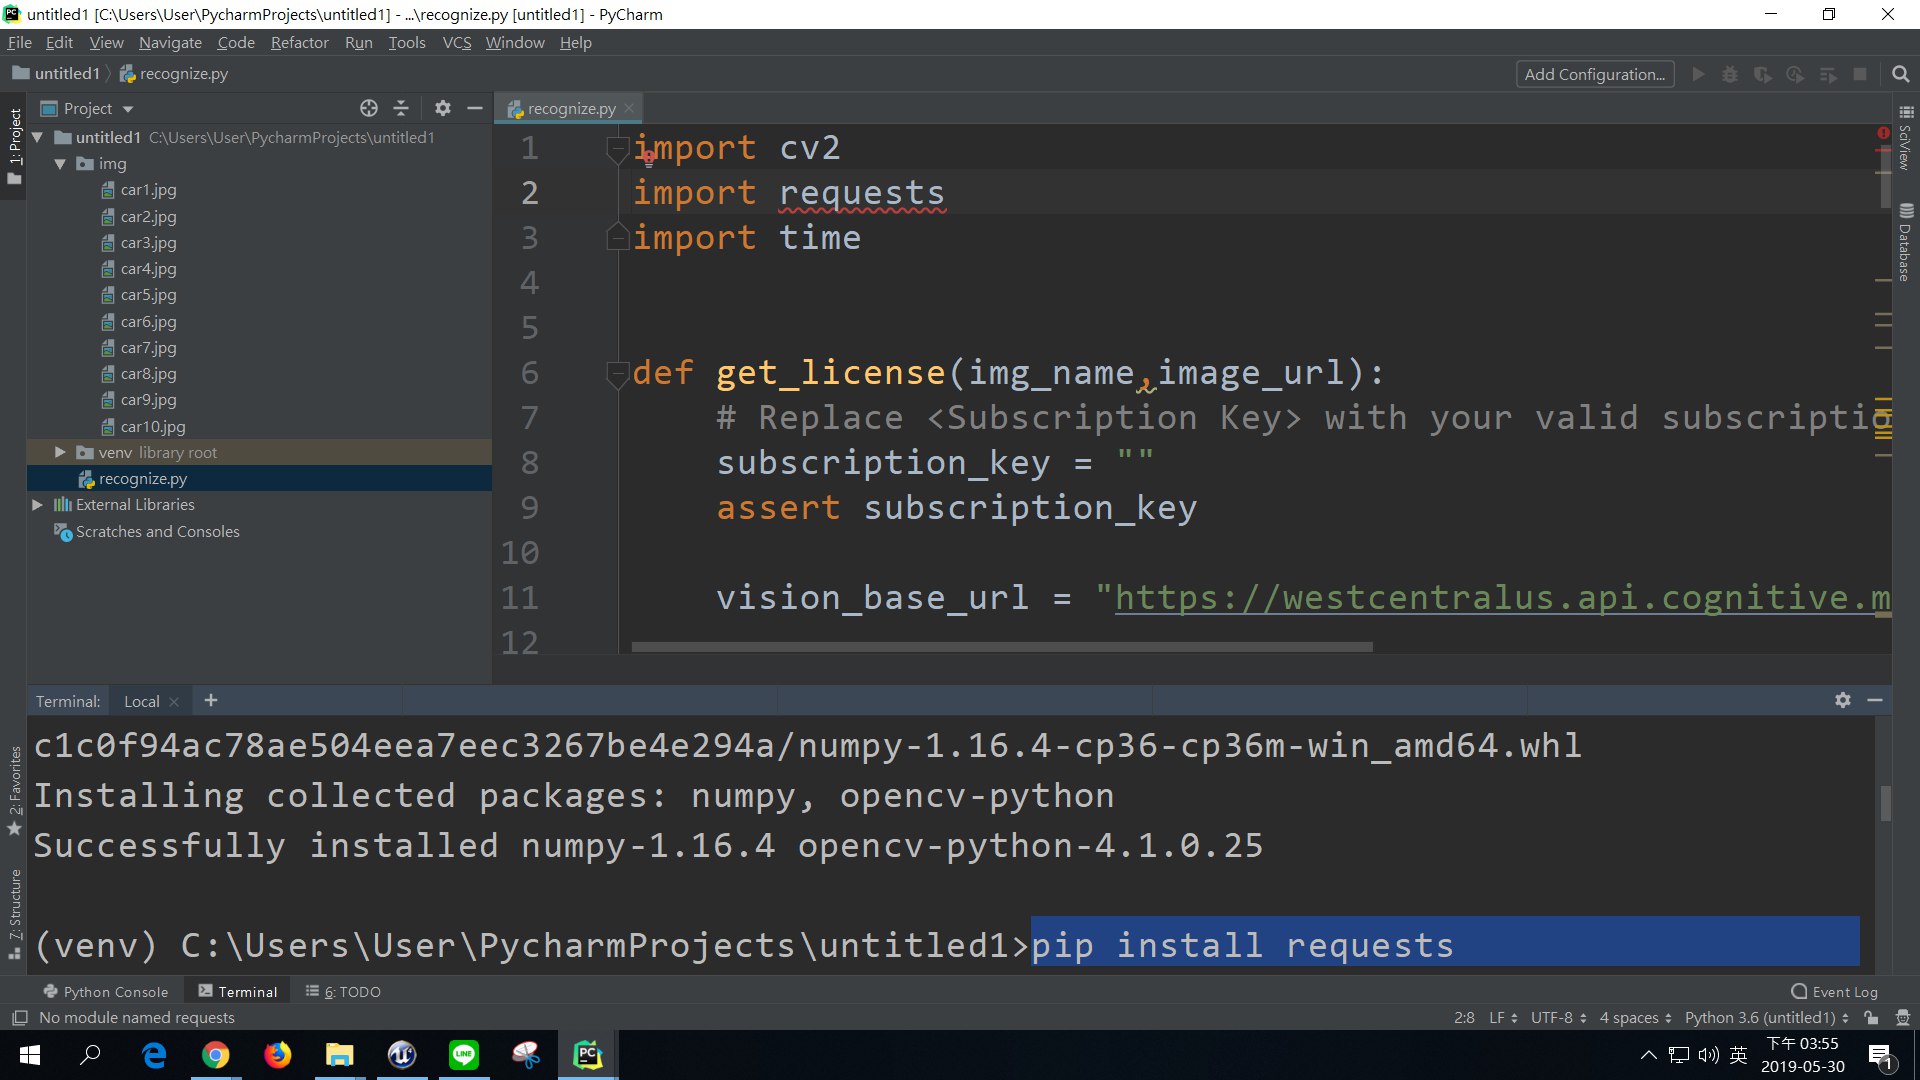 untitled1 [C:\Users\User\PycharmProjects\untitled1] - ...\recognize.py [untitled1] - PyCharm
File Edit View Navigate Code Refactor Run Tools VCS Window Help
untitled1 recognize.py Add Configuration...
Project
recognize.py
1: Project
untitled1 C:\Users\User\PycharmProjects\untitled1
img
car1.jpg
car2.jpg
car3.jpg
car4.jpg
car5.jpg
car6.jpg
car7.jpg
car8.jpg
car9.jpg
car10.jpg
venv library root
recognize.py
External Libraries
Scratches and Consoles
1 import cv2
2 import requests
3 import time
4
5
6 def get_license(img_name,image_url):
7 # Replace <Subscription Key> with your valid subscriptio
8 subscription_key = ""
9 assert subscription_key
10
11 vision_base_url = "https://westcentralus.api.cognitive.m
12
SciView
Database
Terminal: Local +
c1c0f94ac78ae504eea7eec3267be4e294a/numpy-1.16.4-cp36-cp36m-win_amd64.whl
Installing collected packages: numpy, opencv-python
Successfully installed numpy-1.16.4 opencv-python-4.1.0.25
(venv) C:\Users\User\PycharmProjects\untitled1>pip install requests
2: Favorites
7: Structure
Python Console Terminal 6: TODO Event Log
No module named requests 2:8 LF UTF-8 4 spaces Python 3.6 (untitled1)
PC LINE PC 英 下午 03:55
2019-05-30 1